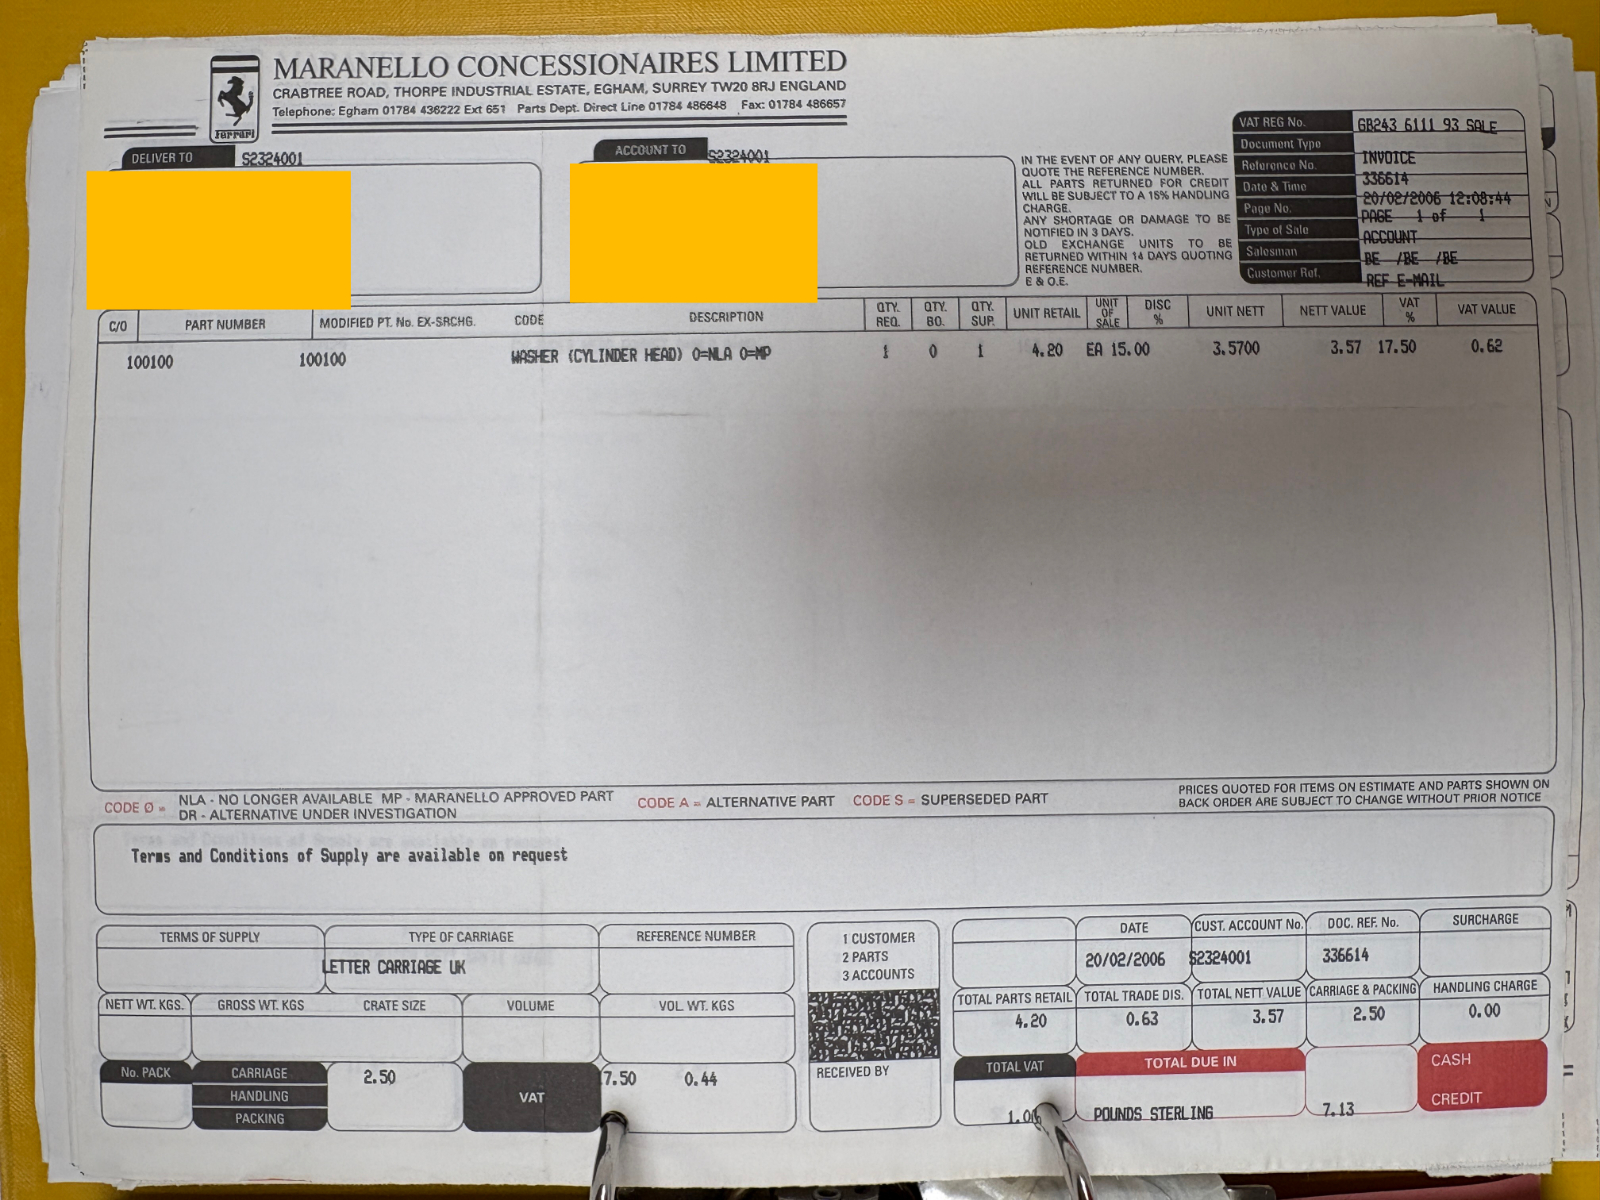 MARANELLO CONCESSIONAIRES LIMITED
CRABTREE ROAD, THORPE INDUSTRIAL ESTATE, EGHAM, SURREY TW20 8RJ ENGLAND
Telephone: Egham 01784 436222 Ext 651 Parts Dept. Direct Line 01784 486648 Fax: 01784 486657
Ferrari
DELIVER TO S2324001
ACCOUNT TO S2324001
IN THE EVENT OF ANY QUERY, PLEASE
QUOTE THE REFERENCE NUMBER.
ALL PARTS RETURNED FOR CREDIT
WILL BE SUBJECT TO A 15% HANDLING
CHARGE.
ANY SHORTAGE OR DAMAGE TO BE
NOTIFIED IN 3 DAYS.
OLD EXCHANGE UNITS TO BE
RETURNED WITHIN 14 DAYS QUOTING
REFERENCE NUMBER.
E & O.E.
VAT REG No. GB243 6111 93 SALE
Document Type INVOICE
Reference No. 336614
Date & Time 20/02/2006 12:08:44
Page No. PAGE 1 of 1
Type of Sale ACCOUNT
Salesman BE /BE /BE
Customer Ref. REF E-MAIL
C/O PART NUMBER MODIFIED PT. No. EX-SRCHG. CODE DESCRIPTION QTY. REQ. QTY. BO. QTY. SUP. UNIT RETAIL UNIT OF SALE DISC % UNIT NETT NETT VALUE VAT % VAT VALUE
100100 100100 WASHER (CYLINDER HEAD) 0=NLA 0=MP 1 0 1 4.20 EA 15.00 3.5700 3.57 17.50 0.62
CODE Ø = NLA - NO LONGER AVAILABLE MP - MARANELLO APPROVED PART
DR - ALTERNATIVE UNDER INVESTIGATION
CODE A = ALTERNATIVE PART CODE S = SUPERSEDED PART
PRICES QUOTED FOR ITEMS ON ESTIMATE AND PARTS SHOWN ON
BACK ORDER ARE SUBJECT TO CHANGE WITHOUT PRIOR NOTICE
Terms and Conditions of Supply are available on request
TERMS OF SUPPLY TYPE OF CARRIAGE REFERENCE NUMBER
LETTER CARRIAGE UK
NETT WT. KGS. GROSS WT. KGS CRATE SIZE VOLUME VOL. WT. KGS
No. PACK CARRIAGE 2.50 VAT 7.50 0.44
HANDLING
PACKING
1 CUSTOMER
2 PARTS
3 ACCOUNTS
RECEIVED BY
DATE CUST. ACCOUNT No. DOC. REF. No. SURCHARGE
20/02/2006 S2324001 336614
TOTAL PARTS RETAIL TOTAL TRADE DIS. TOTAL NETT VALUE CARRIAGE & PACKING HANDLING CHARGE
4.20 0.63 3.57 2.50 0.00
TOTAL VAT TOTAL DUE IN CASH
CREDIT
POUNDS STERLING 7.13